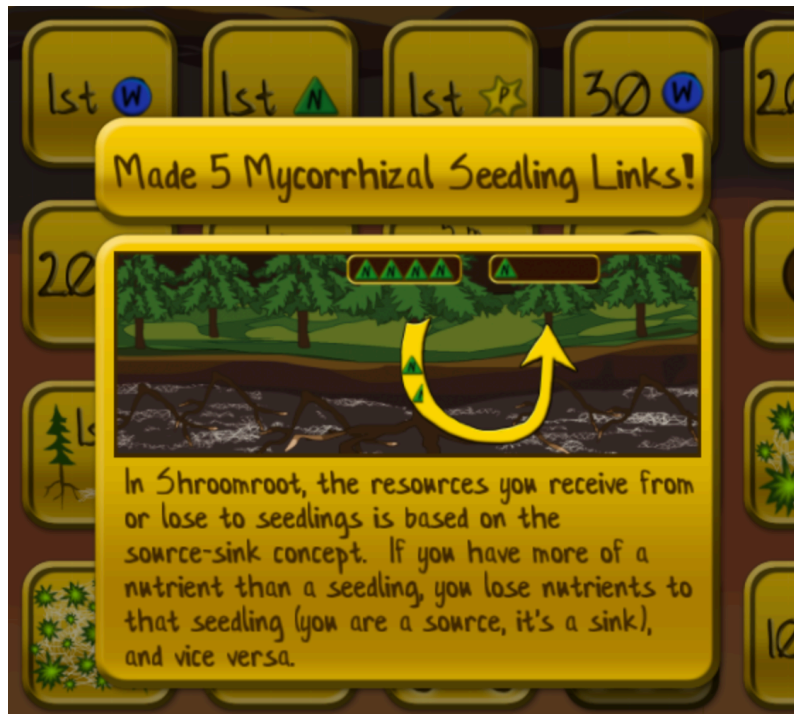 1st W 1st N 1st P 30 W
Made 5 Mycorrhizal Seedling Links!
20
N N N N N
N
In Shroomroot, the resources you receive from
or lose to seedlings is based on the
source-sink concept. If you have more of a
nutrient than a seedling, you lose nutrients to
that seedling (you are a source, it's a sink),
and vice versa.